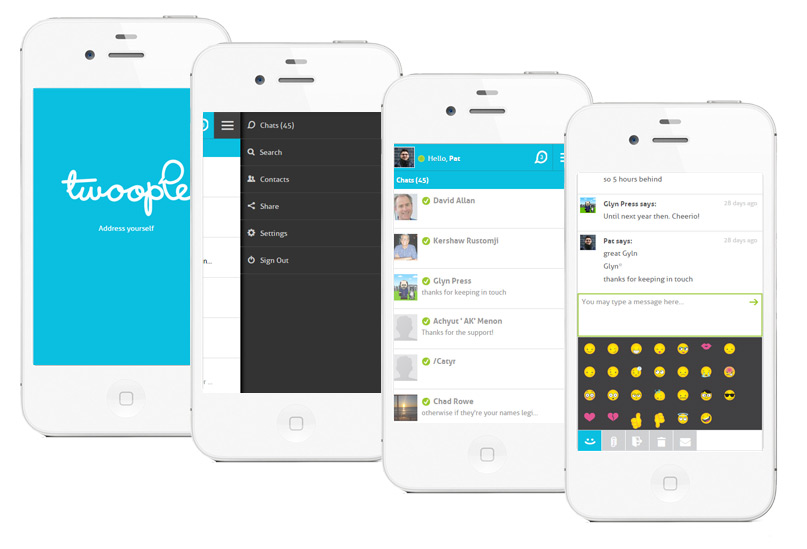 twoople
Address yourself
Chats (45)
Search
Contacts
Share
Settings
Sign Out
Hello, Pat
Chats (45)
David Allan
Kershaw Rustomji
Glyn Press
thanks for keeping in touch
Achyut ' AK' Menon
Thanks for the support!
/Catyr
Chad Rowe
otherwise if they're your names legi...
so 5 hours behind
Glyn Press says:
28 days ago
Until next year then. Cheerio!
Pat says:
28 days ago
great Gyln
Glyn*
thanks for keeping in touch
You may type a message here...